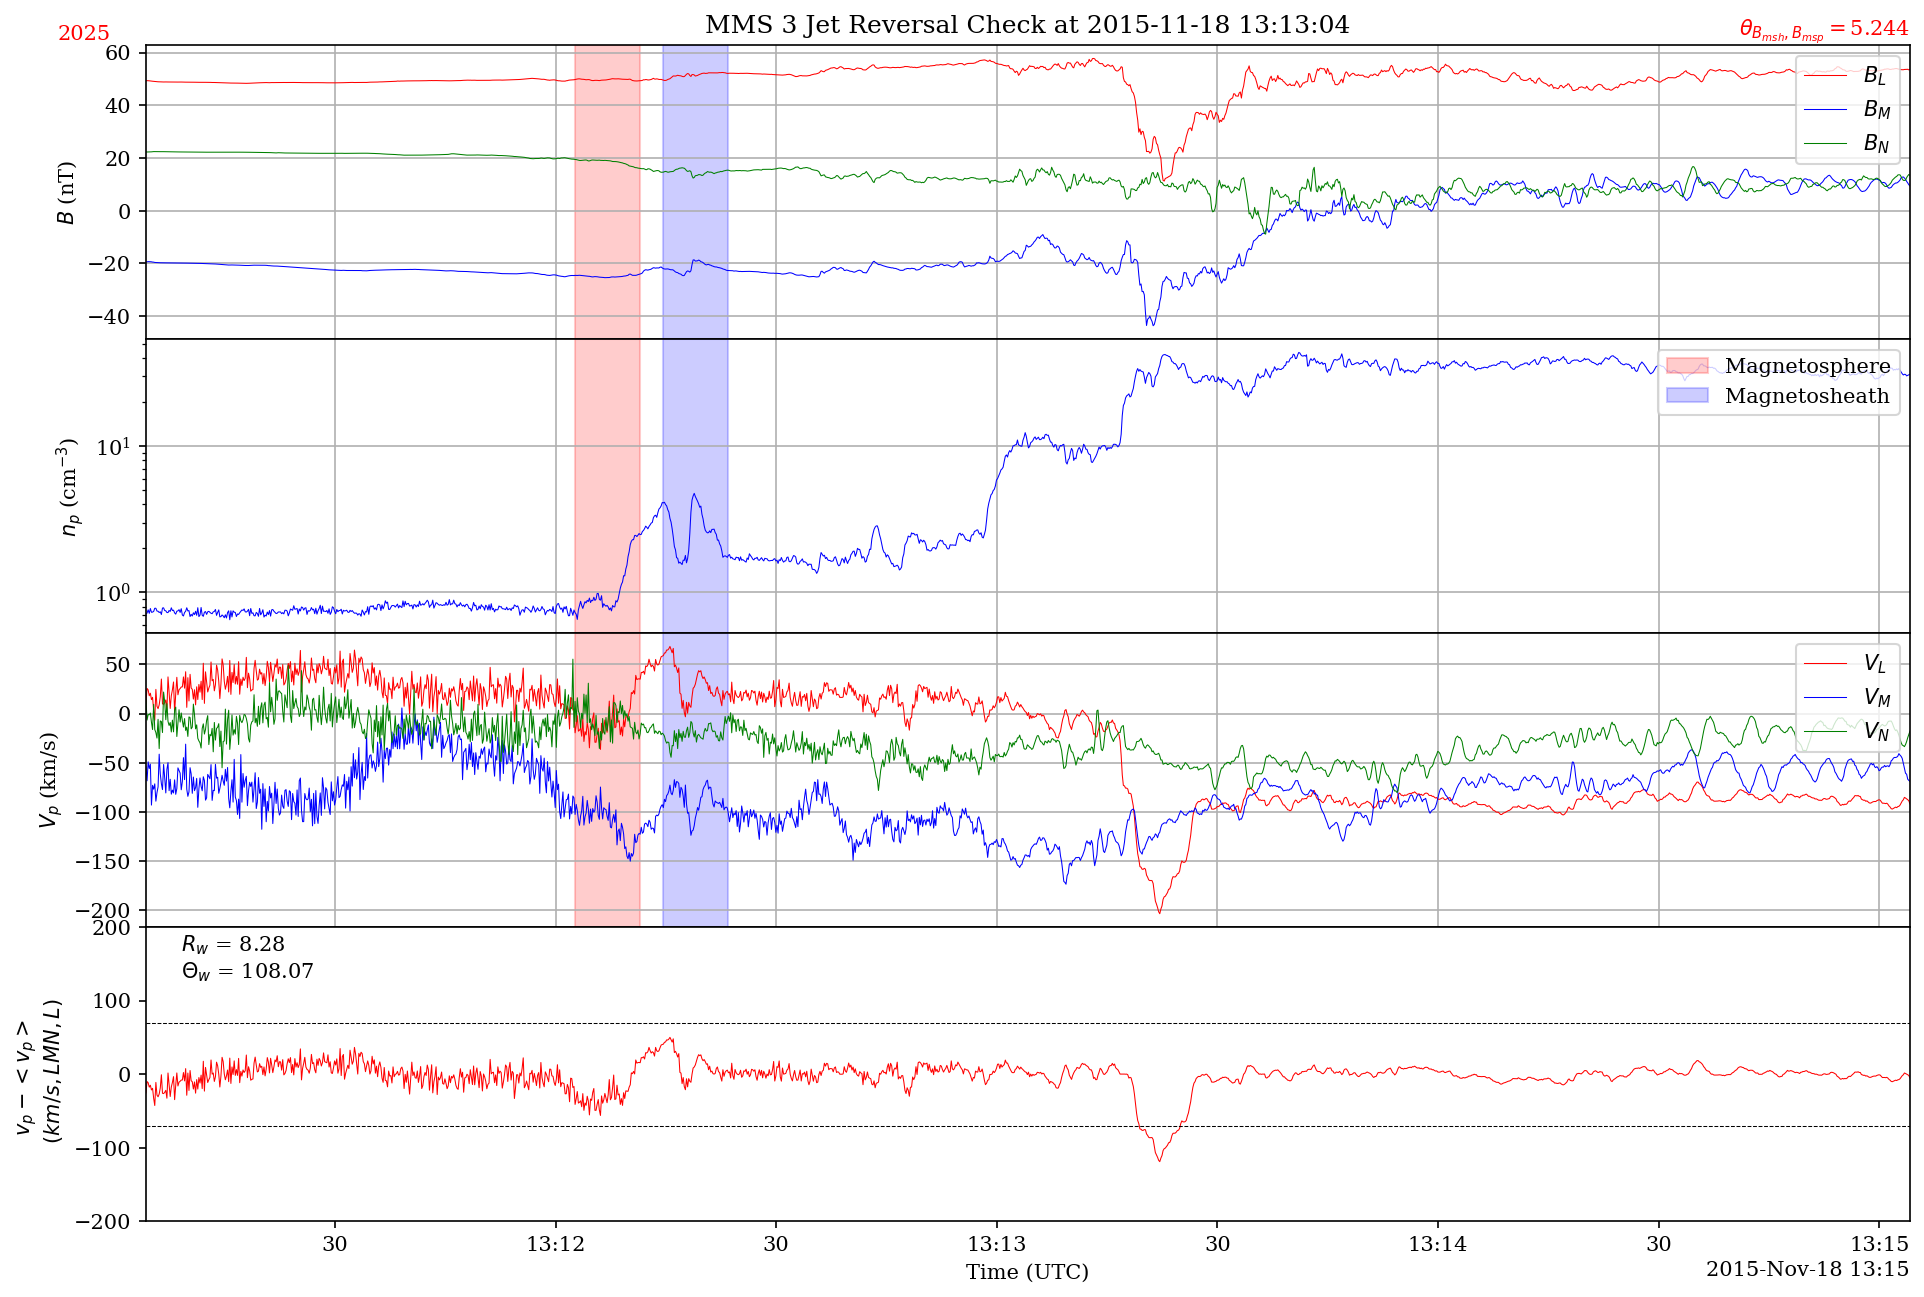 MMS 3 Jet Reversal Check at 2015-11-18 13:13:04
2025
θ_{B_{msh}, B_{msp}} = 5.244
60
40
20
0
−20
−40
B (nT)
B_L
B_M
B_N
10^1
10^0
n_p (cm^{−3})
Magnetosphere
Magnetosheath
50
0
−50
−100
−150
−200
V_p (km/s)
V_L
V_M
V_N
200
100
0
−100
−200
v_p − < v_p >
(km/s, LMN, L)
R_w = 8.28
Θ_w = 108.07
30 13:12 30 13:13 30 13:14 30 13:15
Time (UTC)
2015-Nov-18 13:15